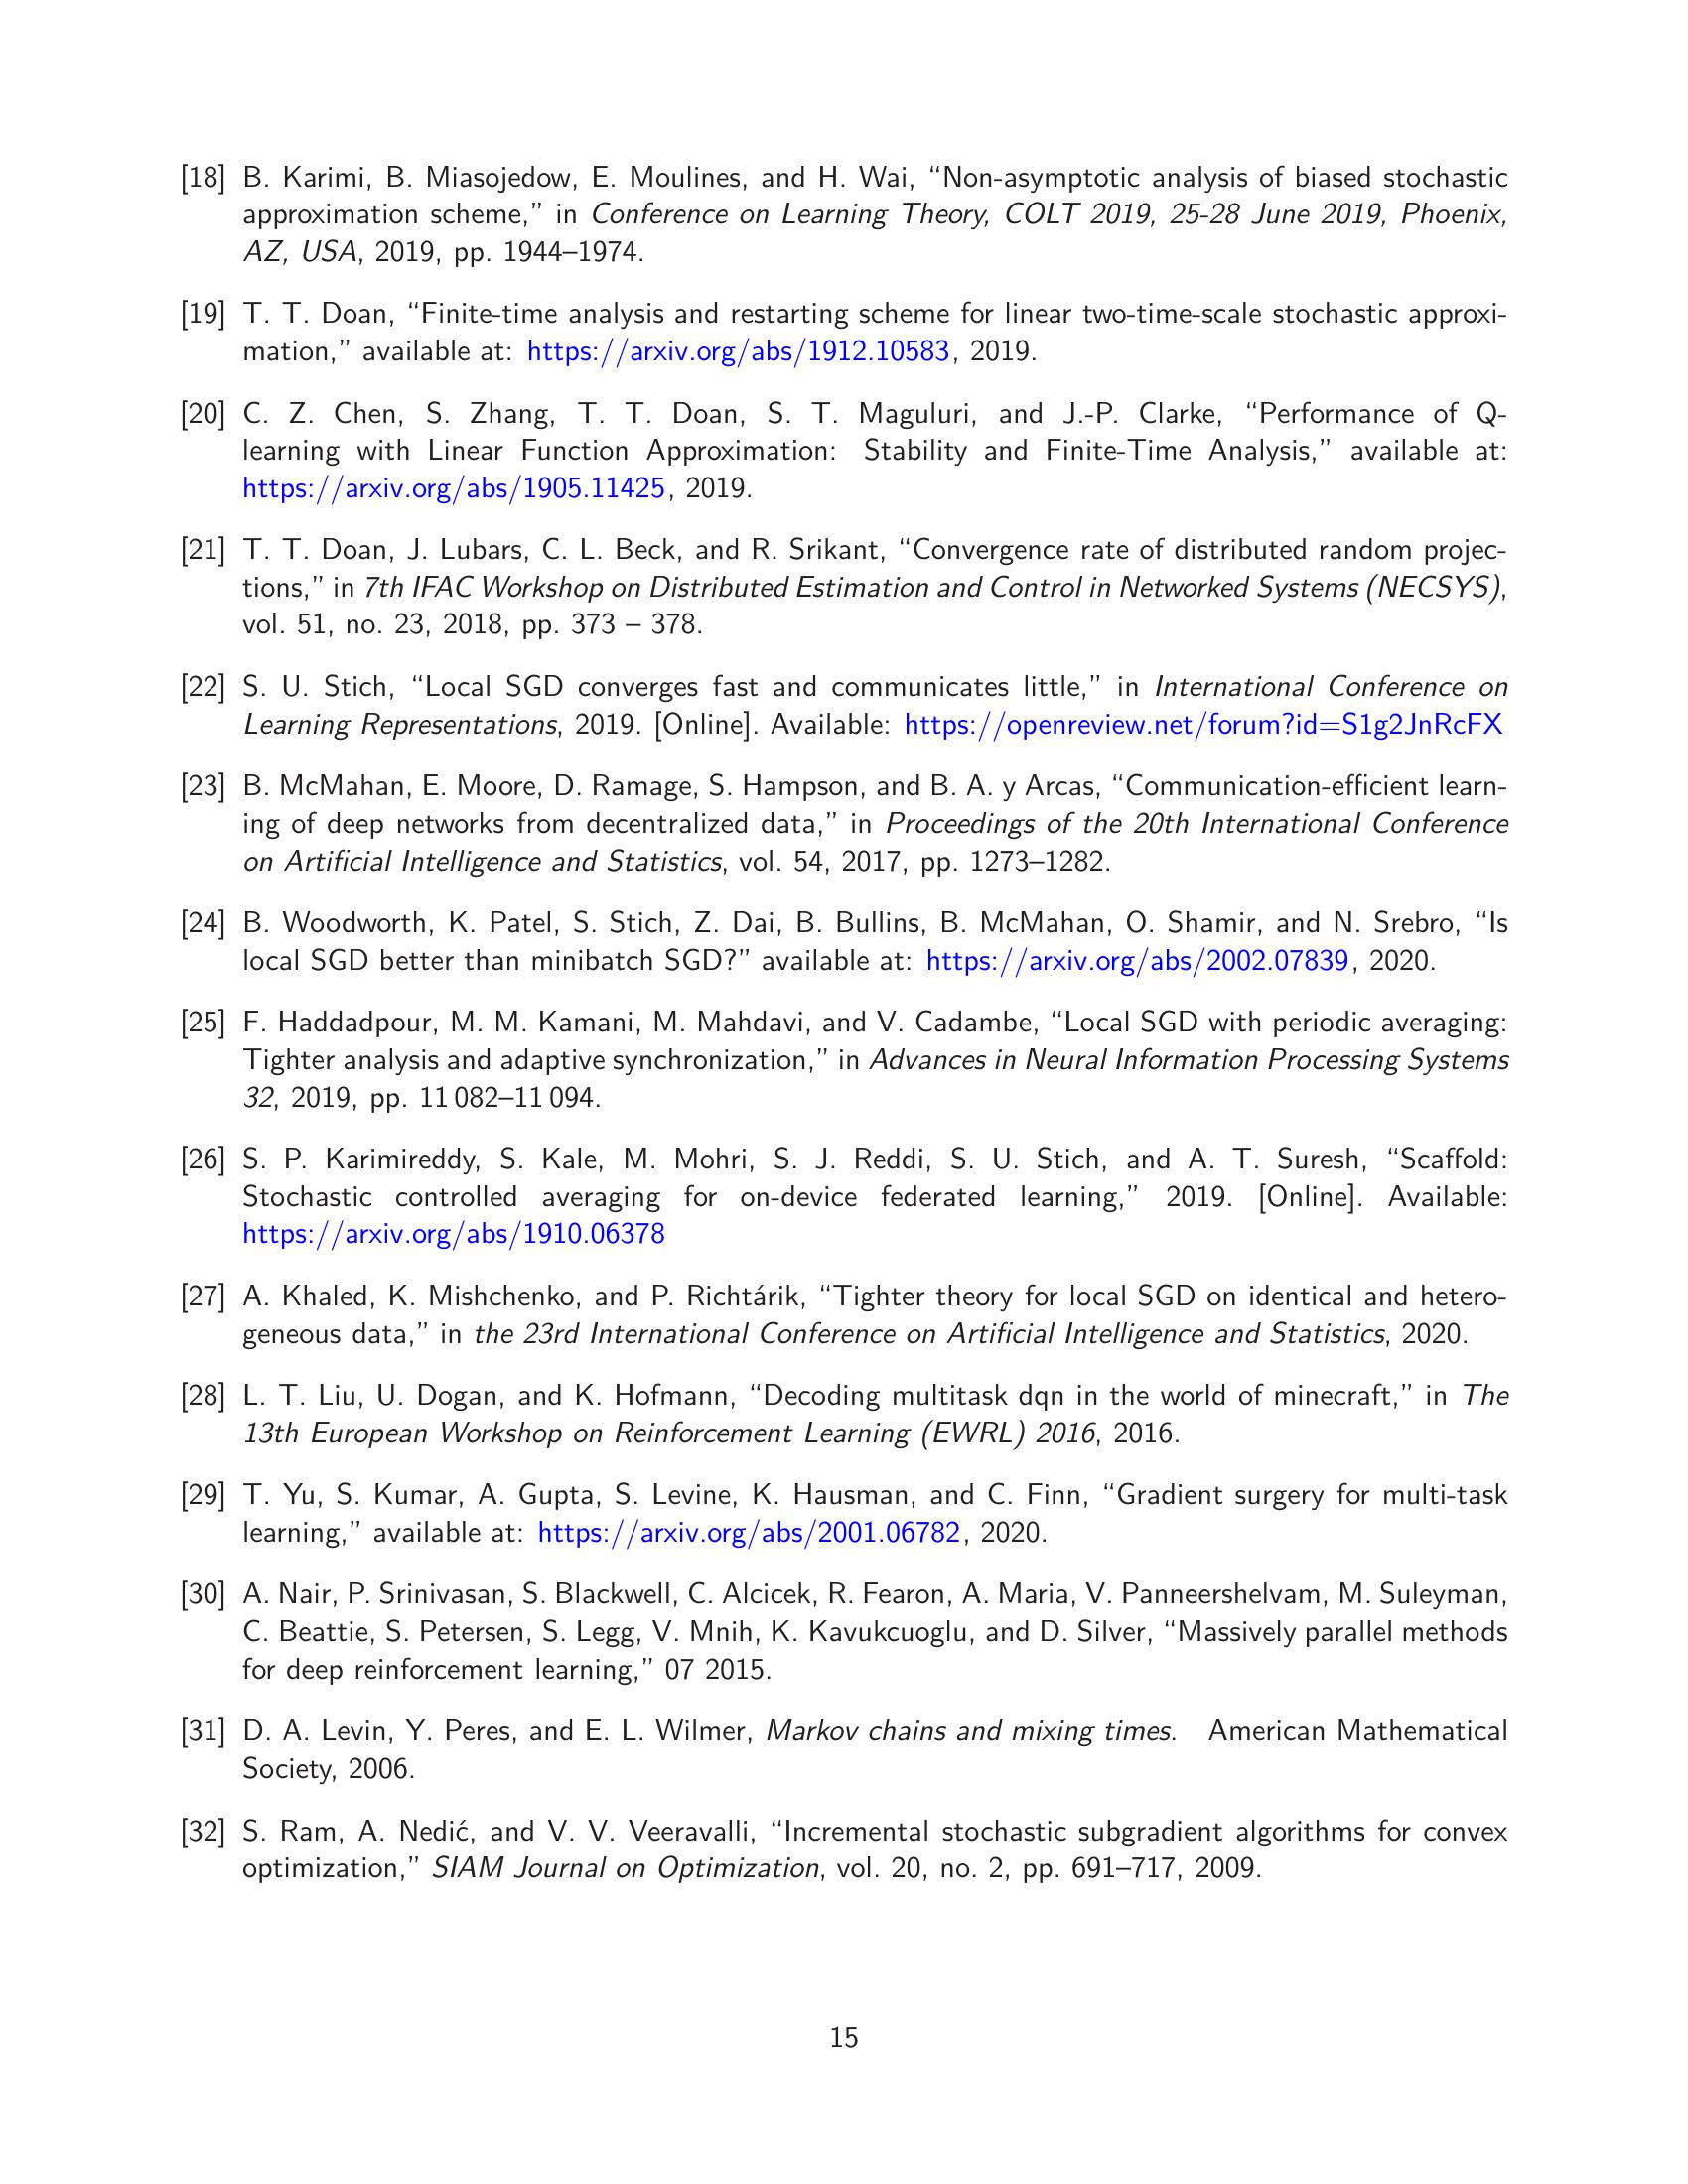 [18] B. Karimi, B. Miasojedow, E. Moulines, and H. Wai, “Non-asymptotic analysis of biased stochastic
approximation scheme,” in Conference on Learning Theory, COLT 2019, 25-28 June 2019, Phoenix,
AZ, USA, 2019, pp. 1944–1974.
[19] T. T. Doan, “Finite-time analysis and restarting scheme for linear two-time-scale stochastic approxi-
mation,” available at: https://arxiv.org/abs/1912.10583, 2019.
[20] C. Z. Chen, S. Zhang, T. T. Doan, S. T. Maguluri, and J.-P. Clarke, “Performance of Q-
learning with Linear Function Approximation: Stability and Finite-Time Analysis,” available at:
https://arxiv.org/abs/1905.11425, 2019.
[21] T. T. Doan, J. Lubars, C. L. Beck, and R. Srikant, “Convergence rate of distributed random projec-
tions,” in 7th IFAC Workshop on Distributed Estimation and Control in Networked Systems (NECSYS),
vol. 51, no. 23, 2018, pp. 373 – 378.
[22] S. U. Stich, “Local SGD converges fast and communicates little,” in International Conference on
Learning Representations, 2019. [Online]. Available: https://openreview.net/forum?id=S1g2JnRcFX
[23] B. McMahan, E. Moore, D. Ramage, S. Hampson, and B. A. y Arcas, “Communication-efficient learn-
ing of deep networks from decentralized data,” in Proceedings of the 20th International Conference
on Artificial Intelligence and Statistics, vol. 54, 2017, pp. 1273–1282.
[24] B. Woodworth, K. Patel, S. Stich, Z. Dai, B. Bullins, B. McMahan, O. Shamir, and N. Srebro, “Is
local SGD better than minibatch SGD?” available at: https://arxiv.org/abs/2002.07839, 2020.
[25] F. Haddadpour, M. M. Kamani, M. Mahdavi, and V. Cadambe, “Local SGD with periodic averaging:
Tighter analysis and adaptive synchronization,” in Advances in Neural Information Processing Systems
32, 2019, pp. 11 082–11 094.
[26] S. P. Karimireddy, S. Kale, M. Mohri, S. J. Reddi, S. U. Stich, and A. T. Suresh, “Scaffold:
Stochastic controlled averaging for on-device federated learning,” 2019. [Online]. Available:
https://arxiv.org/abs/1910.06378
[27] A. Khaled, K. Mishchenko, and P. Richtárik, “Tighter theory for local SGD on identical and hetero-
geneous data,” in the 23rd International Conference on Artificial Intelligence and Statistics, 2020.
[28] L. T. Liu, U. Dogan, and K. Hofmann, “Decoding multitask dqn in the world of minecraft,” in The
13th European Workshop on Reinforcement Learning (EWRL) 2016, 2016.
[29] T. Yu, S. Kumar, A. Gupta, S. Levine, K. Hausman, and C. Finn, “Gradient surgery for multi-task
learning,” available at: https://arxiv.org/abs/2001.06782, 2020.
[30] A. Nair, P. Srinivasan, S. Blackwell, C. Alcicek, R. Fearon, A. Maria, V. Panneershelvam, M. Suleyman,
C. Beattie, S. Petersen, S. Legg, V. Mnih, K. Kavukcuoglu, and D. Silver, “Massively parallel methods
for deep reinforcement learning,” 07 2015.
[31] D. A. Levin, Y. Peres, and E. L. Wilmer, Markov chains and mixing times. American Mathematical
Society, 2006.
[32] S. Ram, A. Nedić, and V. V. Veeravalli, “Incremental stochastic subgradient algorithms for convex
optimization,” SIAM Journal on Optimization, vol. 20, no. 2, pp. 691–717, 2009.
15